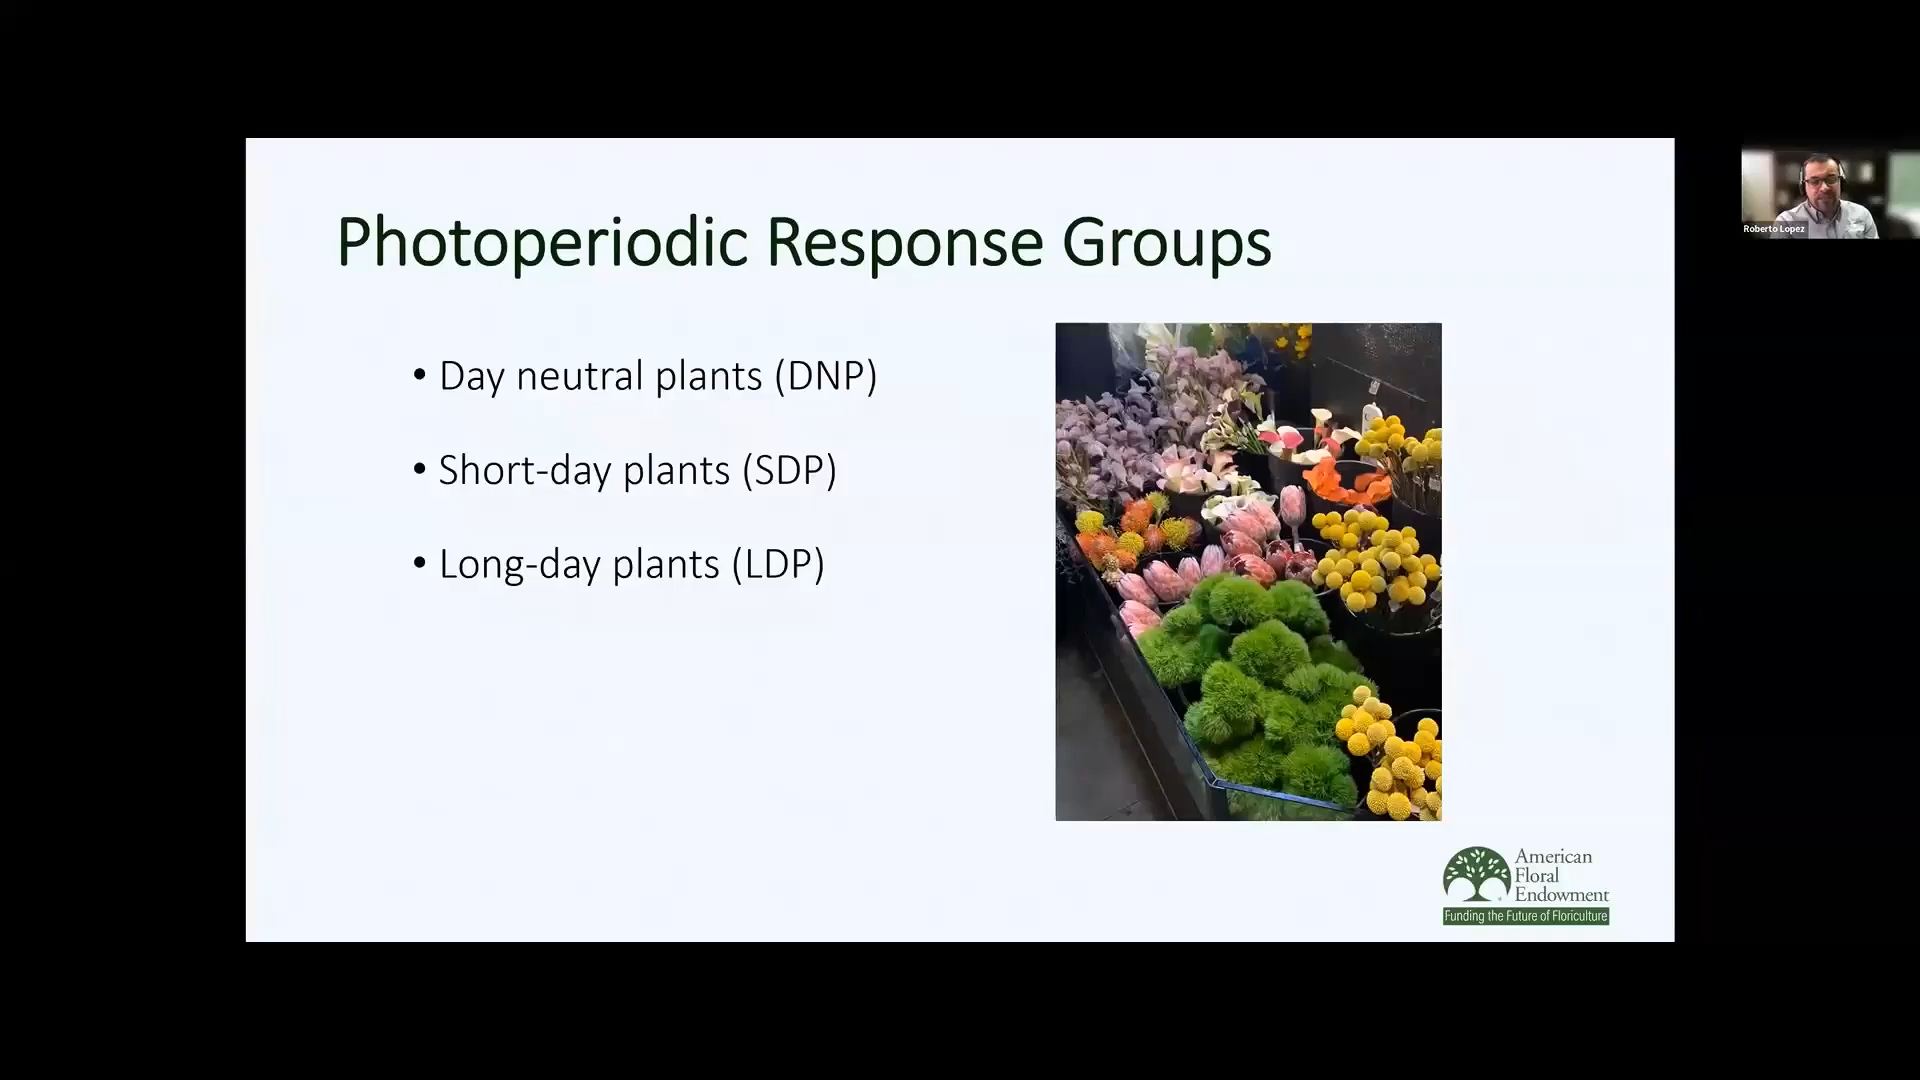 Photoperiodic Response Groups
• Day neutral plants (DNP)
• Short-day plants (SDP)
• Long-day plants (LDP)
American
Floral
Endowment
Funding the Future of Floriculture
Roberto Lopez